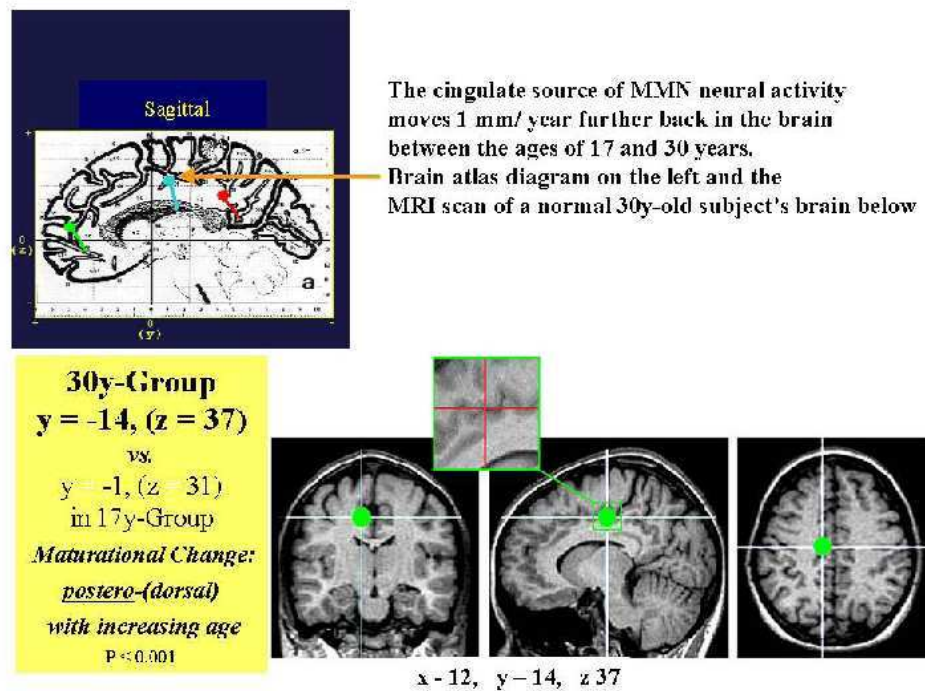 Sagittal
The cingulate source of MMN neural activity
moves 1 mm/ year further back in the brain
between the ages of 17 and 30 years.
Brain atlas diagram on the left and the
MRI scan of a normal 30y-old subject's brain below
+
0
(z)
-
a
0
(y)
30y-Group
y = -14, (z = 37)
vs.
y = -1, (z = 31)
in 17y-Group
Maturational Change:
postero-(dorsal)
with increasing age
P < 0.001
x - 12, y – 14, z 37